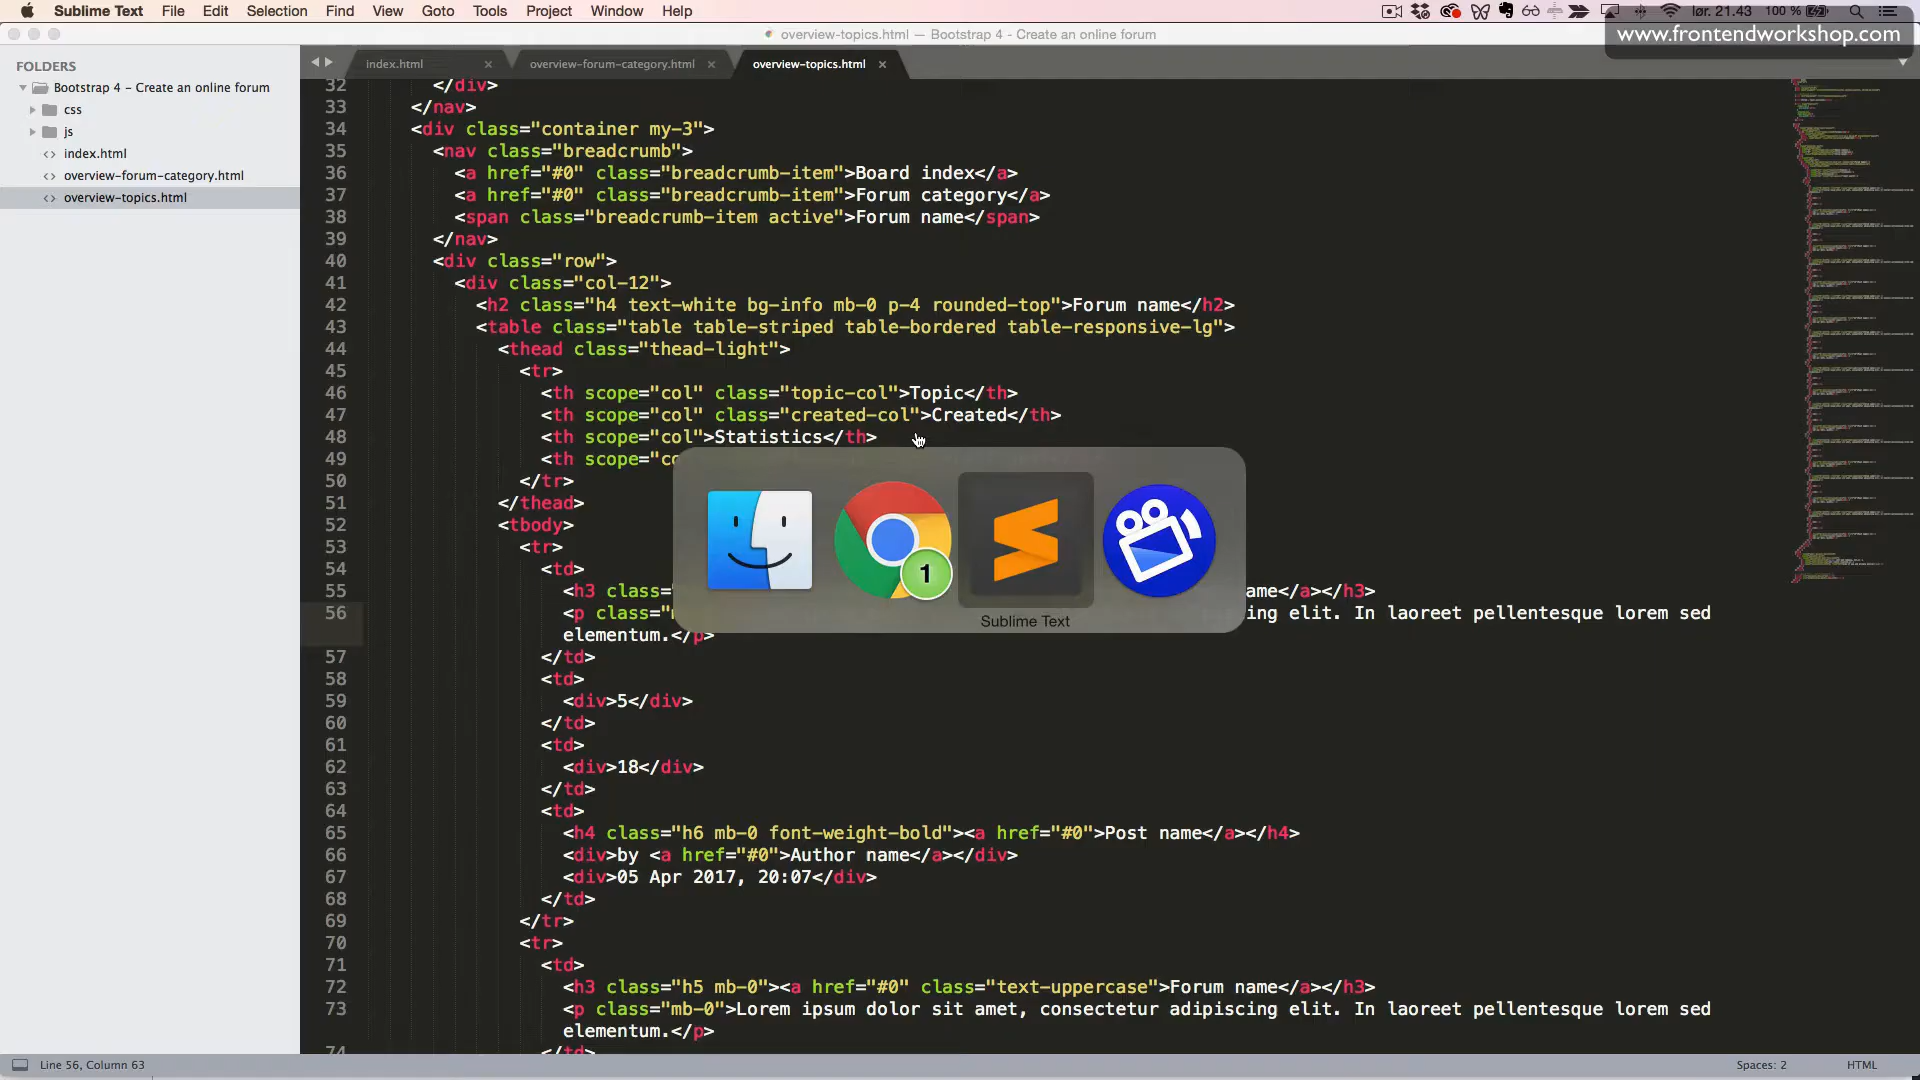 Sublime Text File Edit Selection Find View Goto Tools Project Window Help
lør. 21.43 100 %
www.frontendworkshop.com
overview-topics.html — Bootstrap 4 - Create an online forum
FOLDERS
Bootstrap 4 - Create an online forum
css
js
index.html
overview-forum-category.html
overview-topics.html
index.html overview-forum-category.html overview-topics.html
32 </div>
33 </nav>
34 <div class="container my-3">
35 <nav class="breadcrumb">
36 <a href="#0" class="breadcrumb-item">Board index</a>
37 <a href="#0" class="breadcrumb-item">Forum category</a>
38 <span class="breadcrumb-item active">Forum name</span>
39 </nav>
40 <div class="row">
41 <div class="col-12">
42 <h2 class="h4 text-white bg-info mb-0 p-4 rounded-top">Forum name</h2>
43 <table class="table table-striped table-bordered table-responsive-lg">
44 <thead class="thead-light">
45 <tr>
46 <th scope="col" class="topic-col">Topic</th>
47 <th scope="col" class="created-col">Created</th>
48 <th scope="col">Statistics</th>
49 <th scope="co
50 </tr>
51 </thead>
52 <tbody>
53 <tr>
54 <td>
55 <h3 class= ame</a></h3>
56 <p class="m ing elit. In laoreet pellentesque lorem sed
elementum.</p>
57 </td>
58 <td>
59 <div>5</div>
60 </td>
61 <td>
62 <div>18</div>
63 </td>
64 <td>
65 <h4 class="h6 mb-0 font-weight-bold"><a href="#0">Post name</a></h4>
66 <div>by <a href="#0">Author name</a></div>
67 <div>05 Apr 2017, 20:07</div>
68 </td>
69 </tr>
70 <tr>
71 <td>
72 <h3 class="h5 mb-0"><a href="#0" class="text-uppercase">Forum name</a></h3>
73 <p class="mb-0">Lorem ipsum dolor sit amet, consectetur adipiscing elit. In laoreet pellentesque lorem sed
elementum.</p>
74 </td>
1
Sublime Text
Line 56, Column 63
Spaces: 2 HTML